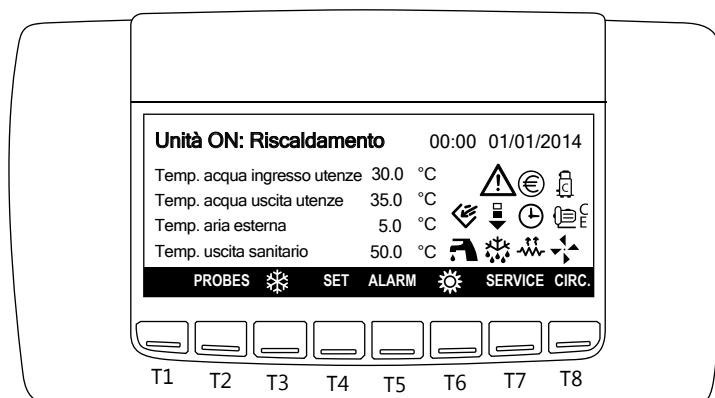 Unità ON: Riscaldamento 00:00 01/01/2014
Temp. acqua ingresso utenze 30.0 °C
Temp. acqua uscita utenze 35.0 °C
Temp. aria esterna 5.0 °C
Temp. uscita sanitario 50.0 °C
€ C
C
E
PROBES SET ALARM SERVICE CIRC.
T1 T2 T3 T4 T5 T6 T7 T8